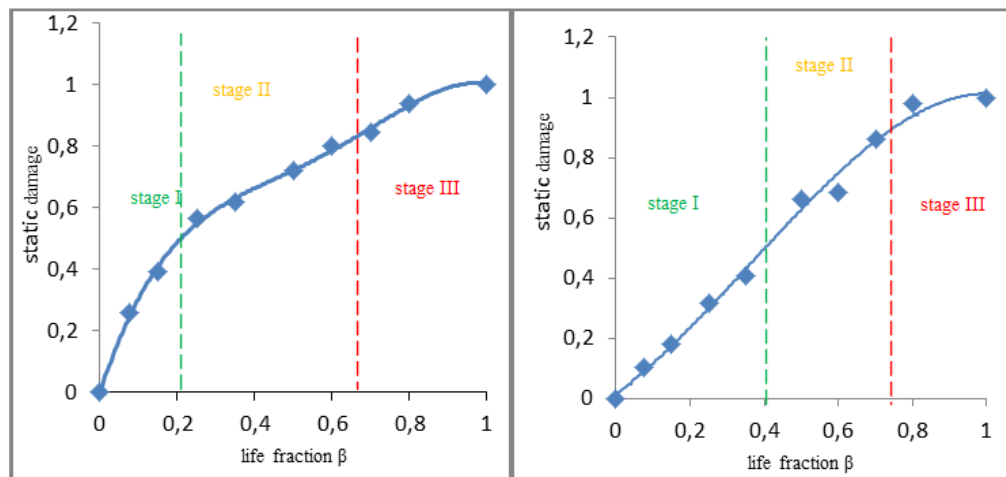 1,2
1
0,8
0,6
0,4
0,2
0
static damage
stage I
stage II
stage III
0 0,2 0,4 0,6 0,8 1
life fraction β
1,2
1
0,8
0,6
0,4
0,2
0
static damage
stage I
stage II
stage III
0 0,2 0,4 0,6 0,8 1
life fraction β